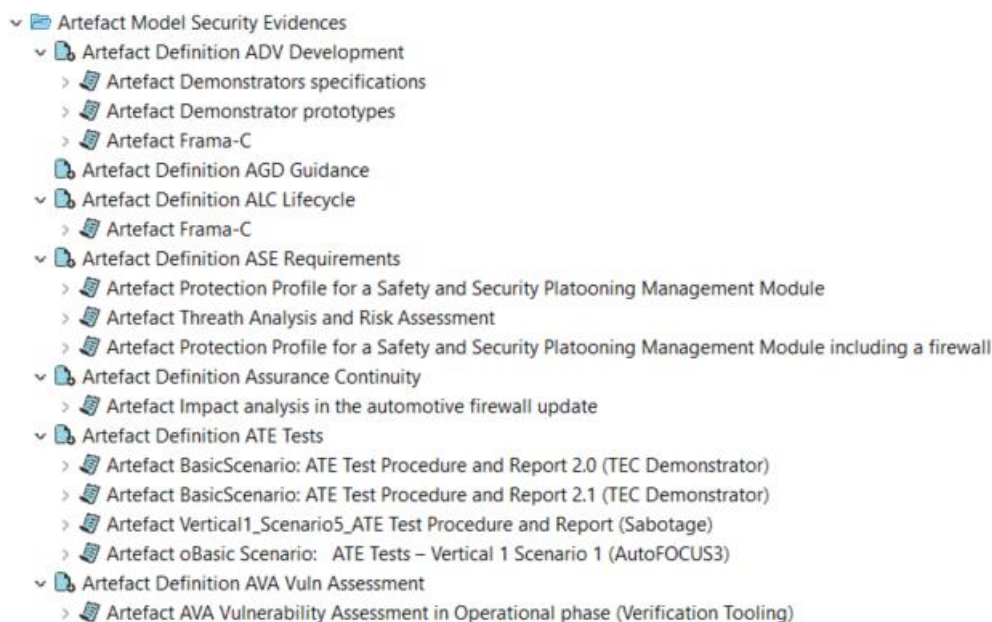 Artefact Model Security Evidences
Artefact Definition ADV Development
Artefact Demonstrators specifications
Artefact Demonstrator prototypes
Artefact Frama-C
Artefact Definition AGD Guidance
Artefact Definition ALC Lifecycle
Artefact Frama-C
Artefact Definition ASE Requirements
Artefact Protection Profile for a Safety and Security Platooning Management Module
Artefact Threath Analysis and Risk Assessment
Artefact Protection Profile for a Safety and Security Platooning Management Module including a firewall
Artefact Definition Assurance Continuity
Artefact Impact analysis in the automotive firewall update
Artefact Definition ATE Tests
Artefact BasicScenario: ATE Test Procedure and Report 2.0 (TEC Demonstrator)
Artefact BasicScenario: ATE Test Procedure and Report 2.1 (TEC Demonstrator)
Artefact Vertical1_Scenario5_ATE Test Procedure and Report (Sabotage)
Artefact oBasic Scenario: ATE Tests – Vertical 1 Scenario 1 (AutoFOCUS3)
Artefact Definition AVA Vuln Assessment
Artefact AVA Vulnerability Assessment in Operational phase (Verification Tooling)